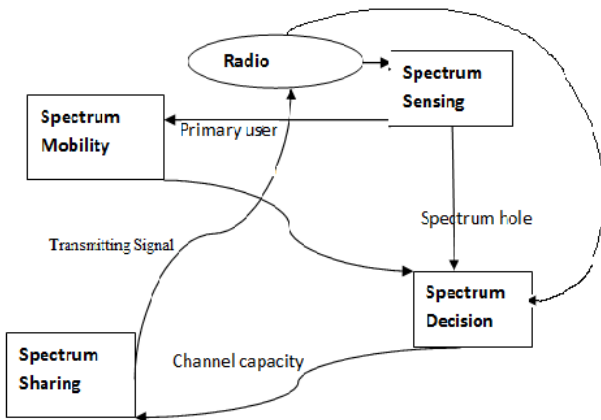 Radio
Spectrum
Sensing
Spectrum
Mobility
Primary user
Spectrum hole
Transmitting Signal
Spectrum
Decision
Spectrum
Sharing
Channel capacity